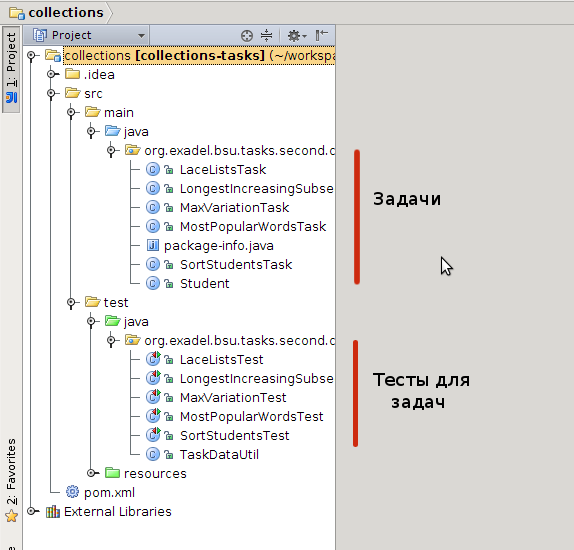 collections
Project
collections [collections-tasks] (~/workspa
.idea
src
main
java
org.exadel.bsu.tasks.second.c
LaceListsTask
LongestIncreasingSubse
MaxVariationTask
MostPopularWordsTask
package-info.java
SortStudentsTask
Student
test
java
org.exadel.bsu.tasks.second.c
LaceListsTest
LongestIncreasingSubse
MaxVariationTest
MostPopularWordsTest
SortStudentsTest
TaskDataUtil
resources
pom.xml
External Libraries
1: Project
2: Favorites
Задачи
Тесты для
задач